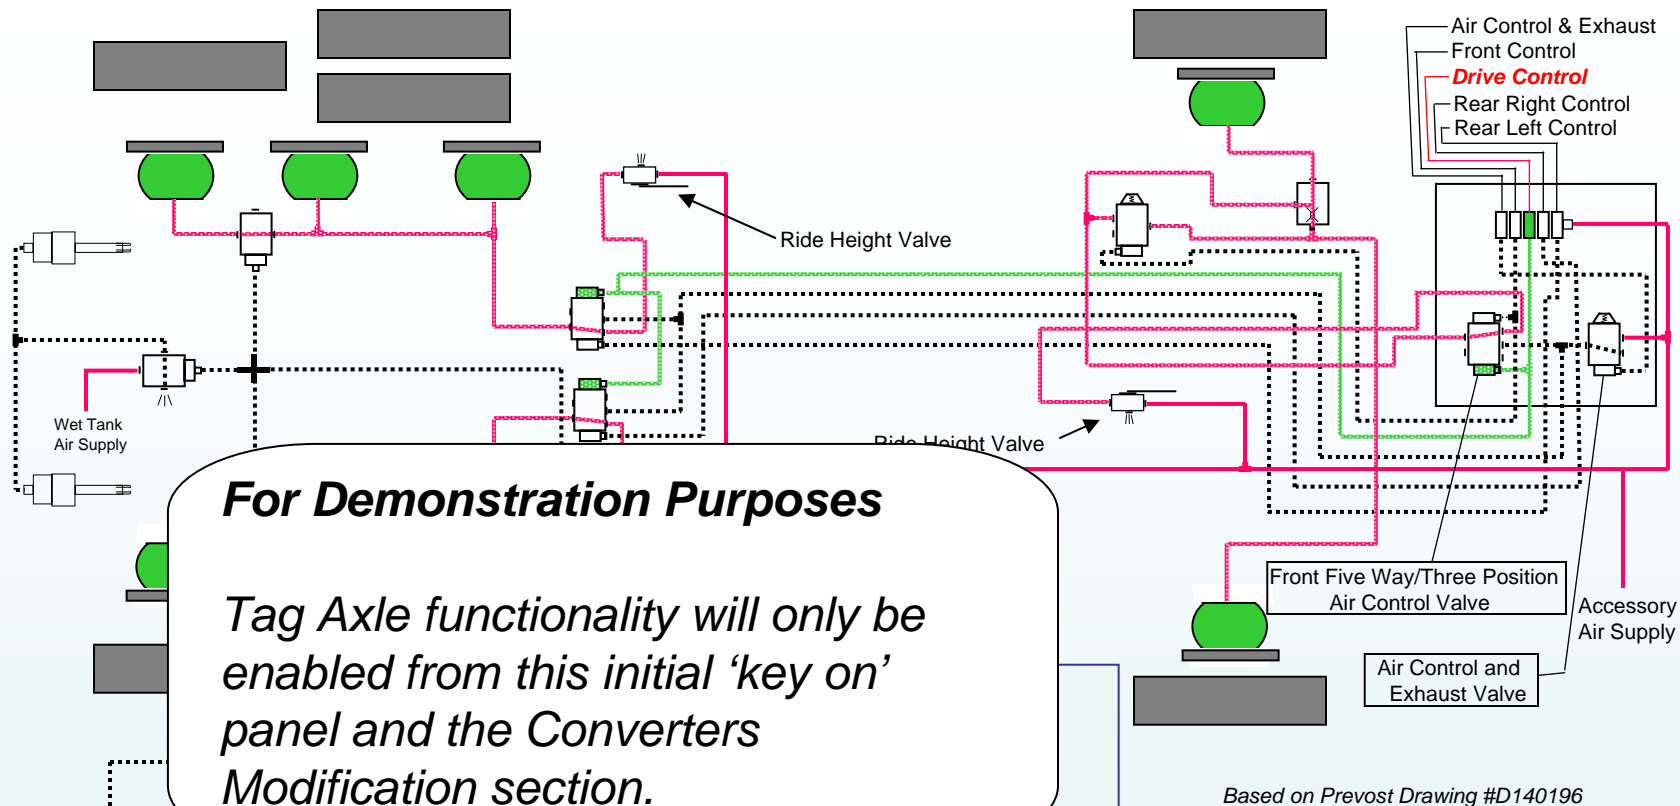 Air Control & Exhaust
Front Control
Drive Control
Rear Right Control
Rear Left Control
Ride Height Valve
Wet Tank
Air Supply
Ride Height Valve
For Demonstration Purposes
Tag Axle functionality will only be
enabled from this initial ‘key on’
panel and the Converters
Modification section.
Front Five Way/Three Position
Air Control Valve
Accessory
Air Supply
Air Control and
Exhaust Valve
Based on Prevost Drawing #D140196